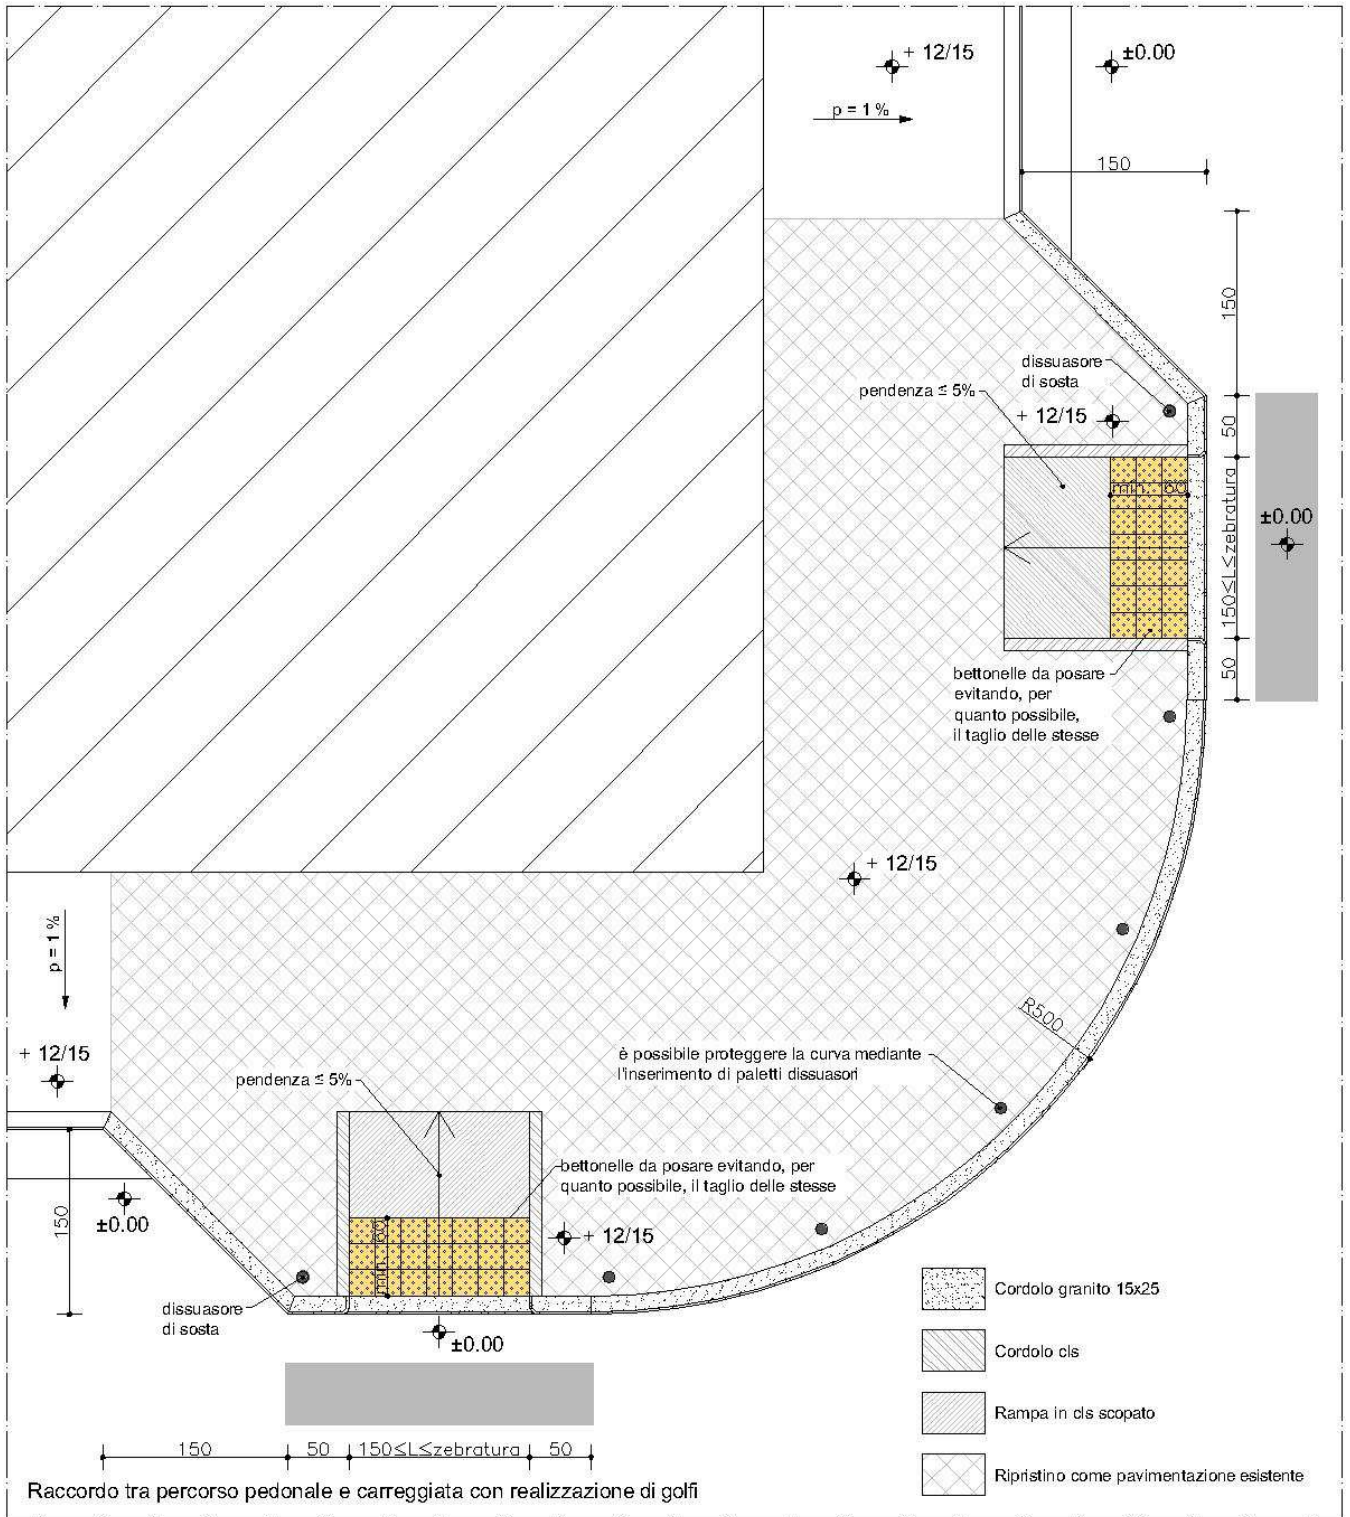 + 12/15
±0.00
p = 1 %
150
150
dissuasore
di sosta
pendenza ≤ 5%
+ 12/15
50
min. 60
150≤L≤zebratura
±0.00
50
bettonelle da posare
evitando, per
quanto possibile,
il taglio delle stesse
+ 12/15
p = 1 %
R500
+ 12/15
è possibile proteggere la curva mediante
l'inserimento di paletti dissuasori
pendenza ≤ 5%
bettonelle da posare evitando, per
quanto possibile, il taglio delle stesse
±0.00
150
min. 60
+ 12/15
dissuasore
di sosta
±0.00
Cordolo granito 15x25
Cordolo cls
Rampa in cls scopato
Ripristino come pavimentazione esistente
150
50
150≤L≤zebratura
50
Raccordo tra percorso pedonale e carreggiata con realizzazione di golfi